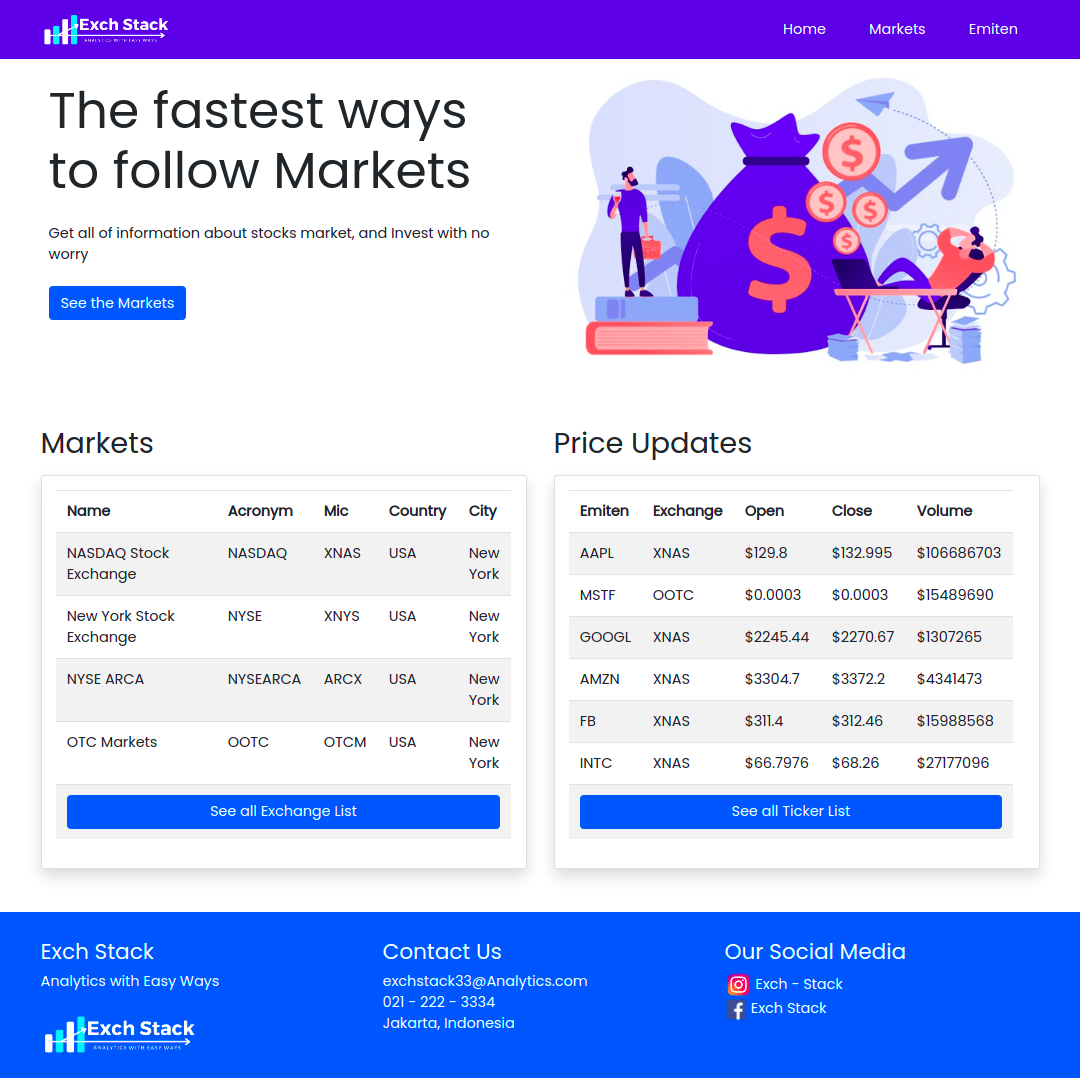 Exch Stack
ANALYTICS WITH EASY WAYS
Home Markets Emiten
The fastest ways
to follow Markets
Get all of information about stocks market, and Invest with no
worry
See the Markets
$
$
$
$
$
Markets
Name Acronym Mic Country City
NASDAQ Stock Exchange NASDAQ XNAS USA New York
New York Stock Exchange NYSE XNYS USA New York
NYSE ARCA NYSEARCA ARCX USA New York
OTC Markets OOTC OTCM USA New York
See all Exchange List
Price Updates
Emiten Exchange Open Close Volume
AAPL XNAS $129.8 $132.995 $106686703
MSTF OOTC $0.0003 $0.0003 $15489690
GOOGL XNAS $2245.44 $2270.67 $1307265
AMZN XNAS $3304.7 $3372.2 $4341473
FB XNAS $311.4 $312.46 $15988568
INTC XNAS $66.7976 $68.26 $27177096
See all Ticker List
Exch Stack
Analytics with Easy Ways
Exch Stack
ANALYTICS WITH EASY WAYS
Contact Us
exchstack33@Analytics.com
021 - 222 - 3334
Jakarta, Indonesia
Our Social Media
Exch - Stack
Exch Stack